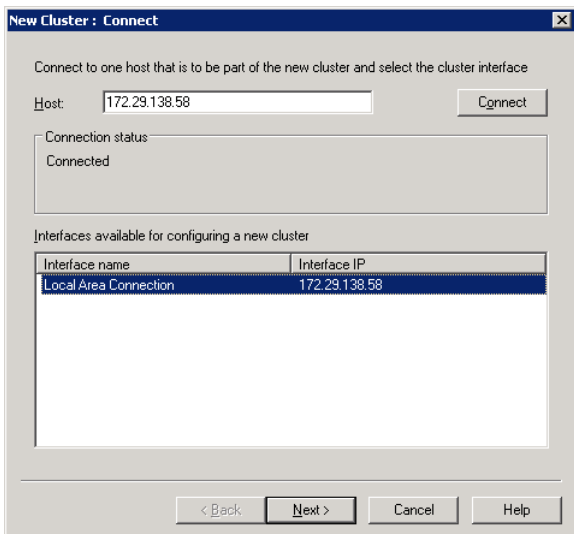 New Cluster : Connect
Connect to one host that is to be part of the new cluster and select the cluster interface
Host: 172.29.138.58 Connect
Connection status
Connected
Interfaces available for configuring a new cluster
Interface name Interface IP
Local Area Connection 172.29.138.58
< Back Next > Cancel Help